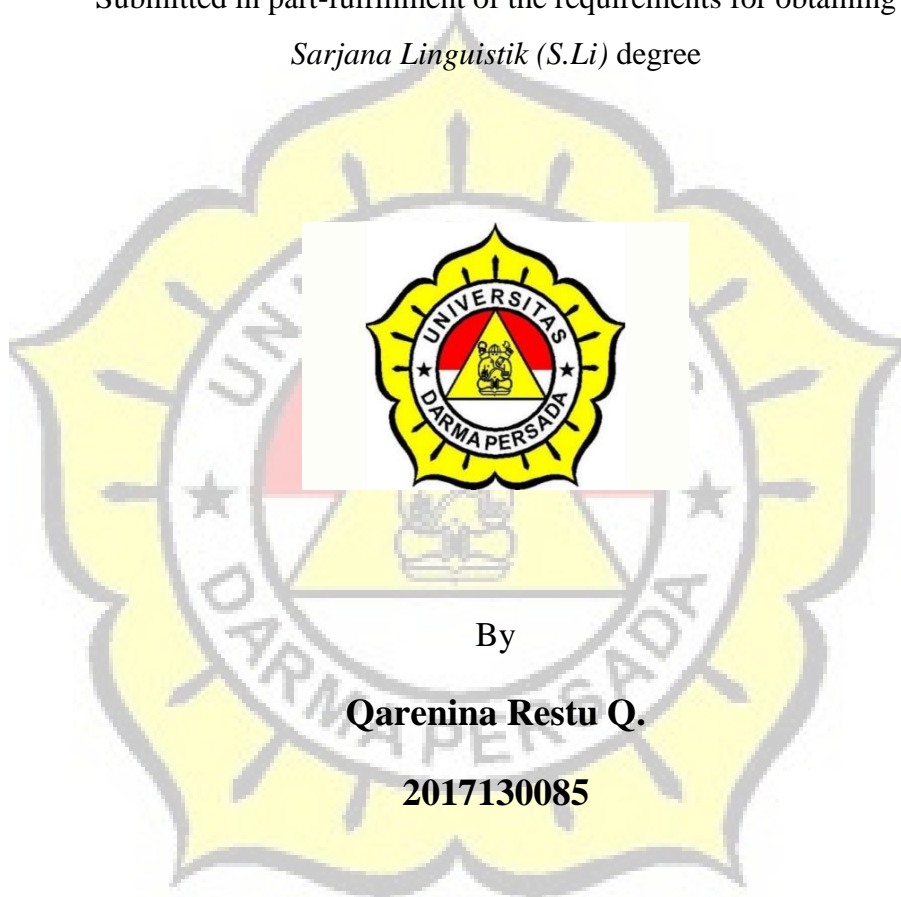 Submitted in part-fulfillment of the requirements for obtaining
Sarjana Linguistik (S.Li) degree
UNIVERSITAS
DARMA PERSADA
By
Qarenina Restu Q.
2017130085